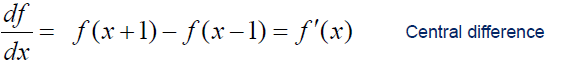 df/dx = f(x+1) − f(x−1) = f′(x) Central difference